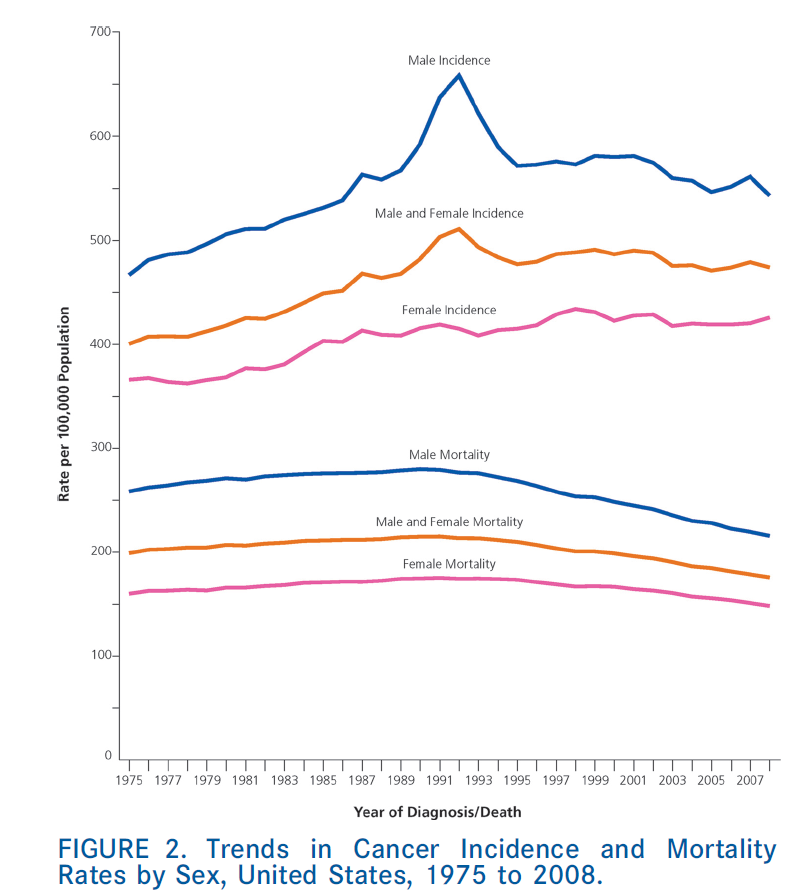 700
Male Incidence
600
Male and Female Incidence
500
Female Incidence
400
Rate per 100,000 Population
300
Male Mortality
Male and Female Mortality
200
Female Mortality
100
0
1975 1977 1979 1981 1983 1985 1987 1989 1991 1993 1995 1997 1999 2001 2003 2005 2007
Year of Diagnosis/Death
FIGURE 2. Trends in Cancer Incidence and Mortality
Rates by Sex, United States, 1975 to 2008.